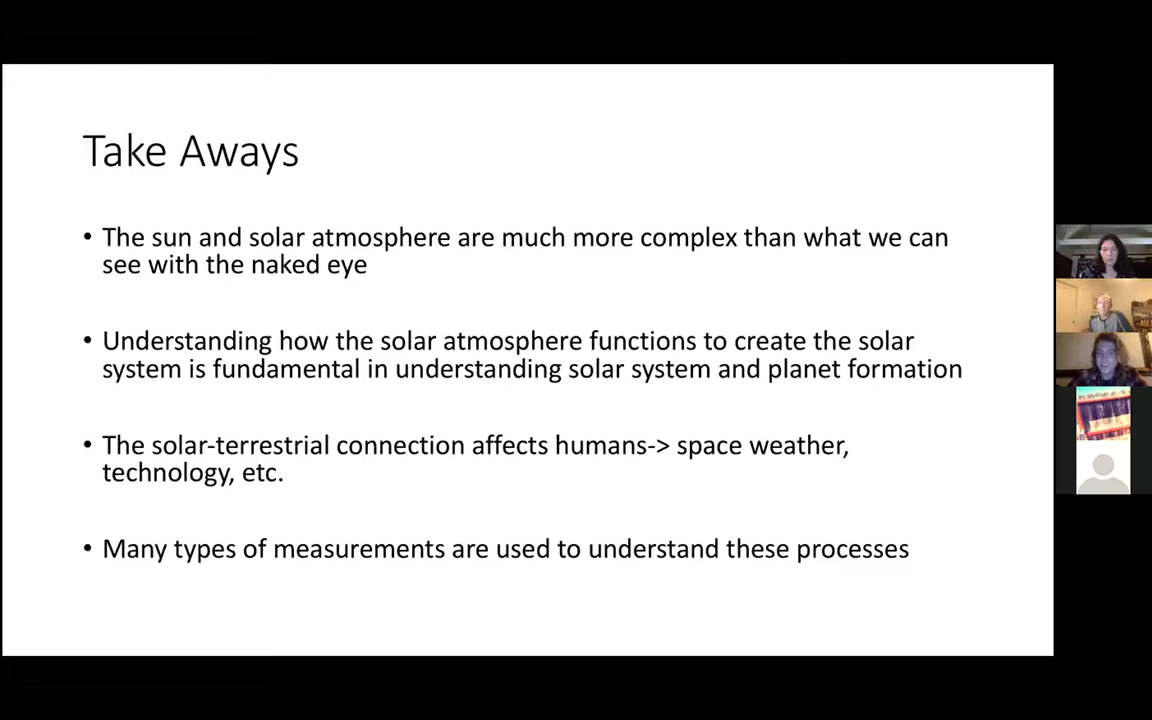 Take Aways
• The sun and solar atmosphere are much more complex than what we can
see with the naked eye
• Understanding how the solar atmosphere functions to create the solar
system is fundamental in understanding solar system and planet formation
• The solar-terrestrial connection affects humans-> space weather,
technology, etc.
• Many types of measurements are used to understand these processes